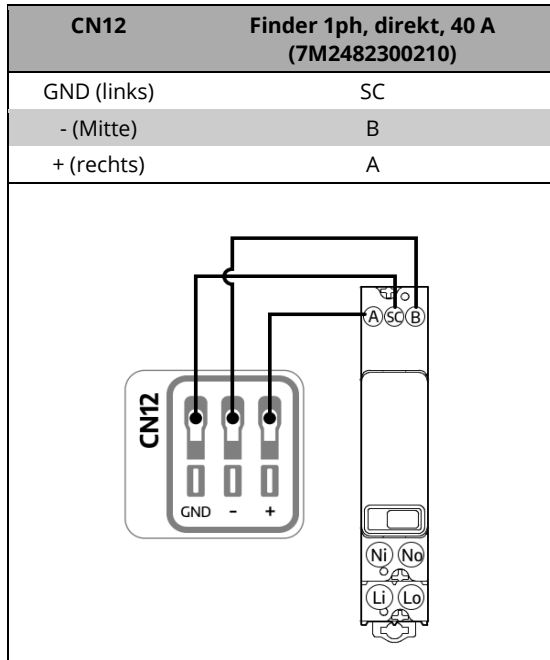 CN12 Finder 1ph, direkt, 40 A
(7M2482300210)
GND (links) SC
- (Mitte) B
+ (rechts) A
A SC B
CN12
GND - +
Ni No
Li Lo